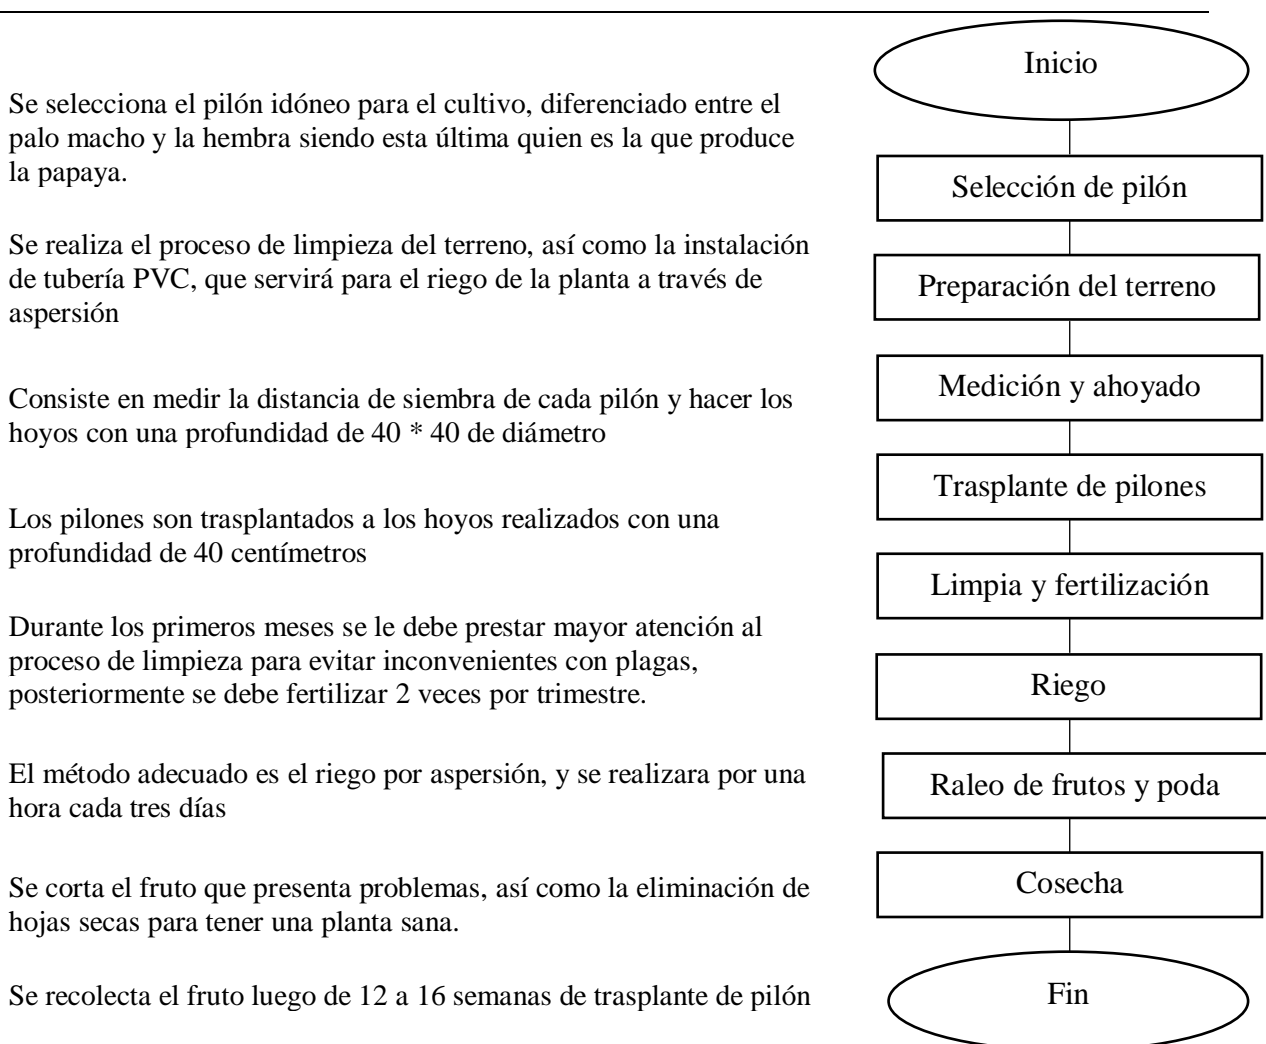 Inicio
Se selecciona el pilón idóneo para el cultivo, diferenciado entre el
palo macho y la hembra siendo esta última quien es la que produce
la papaya.
Selección de pilón
Se realiza el proceso de limpieza del terreno, así como la instalación
de tubería PVC, que servirá para el riego de la planta a través de
aspersión
Preparación del terreno
Consiste en medir la distancia de siembra de cada pilón y hacer los
hoyos con una profundidad de 40 * 40 de diámetro
Medición y ahoyado
Los pilones son trasplantados a los hoyos realizados con una
profundidad de 40 centímetros
Trasplante de pilones
Durante los primeros meses se le debe prestar mayor atención al
proceso de limpieza para evitar inconvenientes con plagas,
posteriormente se debe fertilizar 2 veces por trimestre.
Limpia y fertilización
El método adecuado es el riego por aspersión, y se realizara por una
hora cada tres días
Riego
Se corta el fruto que presenta problemas, así como la eliminación de
hojas secas para tener una planta sana.
Raleo de frutos y poda
Se recolecta el fruto luego de 12 a 16 semanas de trasplante de pilón
Cosecha
Fin